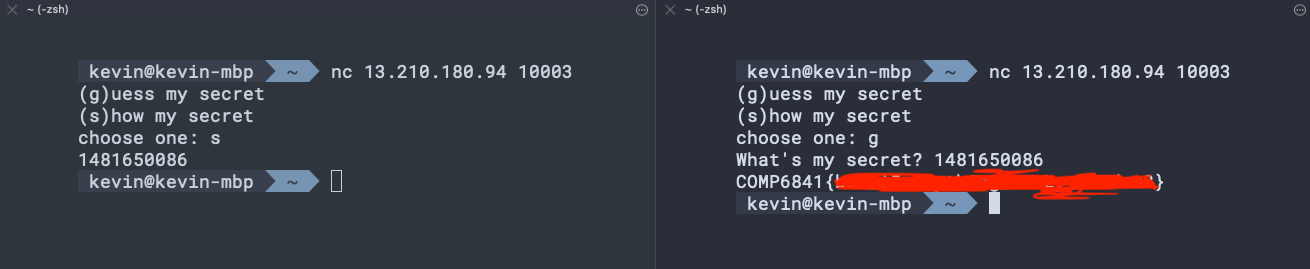 ~ (-zsh)
kevin@kevin-mbp ~ nc 13.210.180.94 10003
(g)uess my secret
(s)how my secret
choose one: s
1481650086
kevin@kevin-mbp ~
~ (-zsh)
kevin@kevin-mbp ~ nc 13.210.180.94 10003
(g)uess my secret
(s)how my secret
choose one: g
What's my secret? 1481650086
COMP6841{ }
kevin@kevin-mbp ~